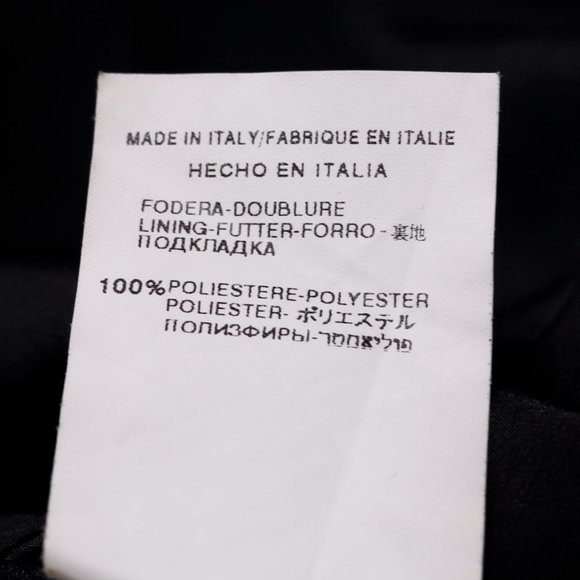 MADE IN ITALY/FABRIQUE EN ITALIE
HECHO EN ITALIA
FODERA-DOUBLURE
LINING-FUTTER-FORRO-裏地
ПОДКЛАДКА
100% POLIESTERE-POLYESTER
POLIESTER-ポリエステル
ПОЛИЗФИРЫ-פוליאסטר